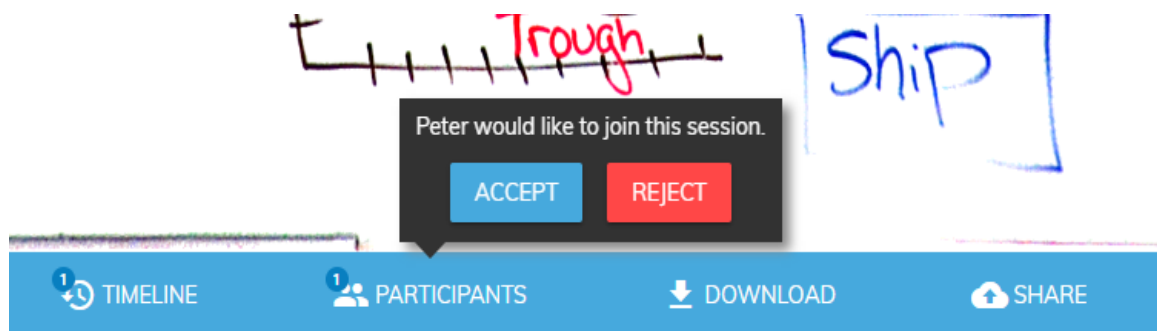 Trough
Ship
Peter would like to join this session.
ACCEPT REJECT
1 TIMELINE 1 PARTICIPANTS DOWNLOAD SHARE